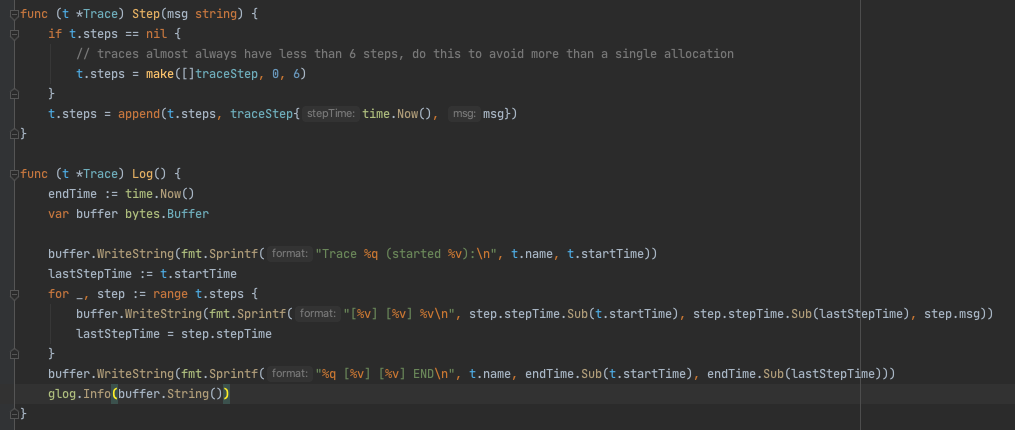 func (t *Trace) Step(msg string) {
    if t.steps == nil {
        // traces almost always have less than 6 steps, do this to avoid more than a single allocation
        t.steps = make([]traceStep, 0, 6)
    }
    t.steps = append(t.steps, traceStep{ stepTime: time.Now(), msg: msg})
}

func (t *Trace) Log() {
    endTime := time.Now()
    var buffer bytes.Buffer

    buffer.WriteString(fmt.Sprintf( format: "Trace %q (started %v):\n", t.name, t.startTime))
    lastStepTime := t.startTime
    for _, step := range t.steps {
        buffer.WriteString(fmt.Sprintf( format: "[%v] [%v] %v\n", step.stepTime.Sub(t.startTime), step.stepTime.Sub(lastStepTime), step.msg))
        lastStepTime = step.stepTime
    }
    buffer.WriteString(fmt.Sprintf( format: "%q [%v] [%v] END\n", t.name, endTime.Sub(t.startTime), endTime.Sub(lastStepTime)))
    glog.Info(buffer.String())
}